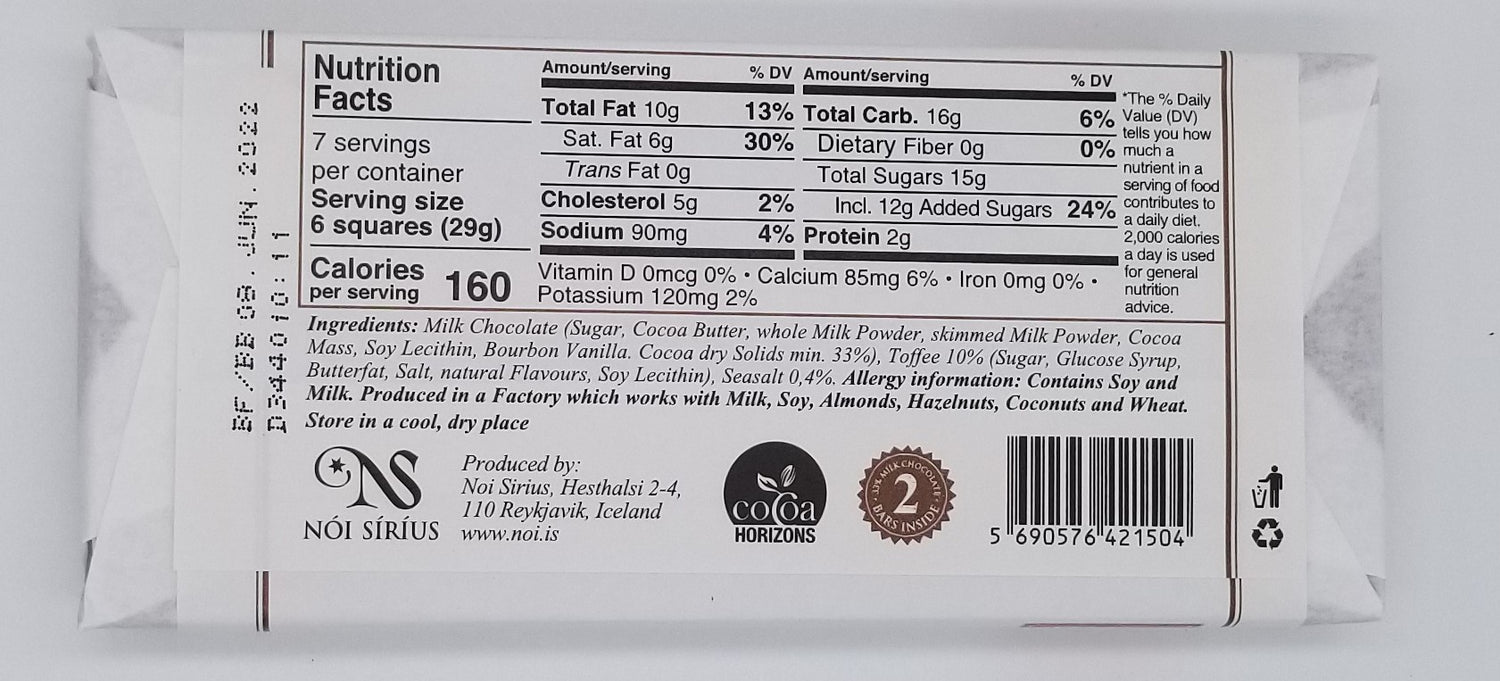 BF/BE 09. JUN. 2022
D344010:11
Nutrition
Facts
7 servings
per container
Serving size
6 squares (29g)
Calories
per serving 160
Amount/serving % DV
Total Fat 10g 13%
Sat. Fat 6g 30%
Trans Fat 0g
Cholesterol 5g 2%
Sodium 90mg 4%
Amount/serving % DV
Total Carb. 16g 6%
Dietary Fiber 0g 0%
Total Sugars 15g
Incl. 12g Added Sugars 24%
Protein 2g
Vitamin D 0mcg 0% • Calcium 85mg 6% • Iron 0mg 0% •
Potassium 120mg 2%
*The % Daily
Value (DV)
tells you how
much a
nutrient in a
serving of food
contributes to
a daily diet.
2,000 calories
a day is used
for general
nutrition
advice.
Ingredients: Milk Chocolate (Sugar, Cocoa Butter, whole Milk Powder, skimmed Milk Powder, Cocoa
Mass, Soy Lecithin, Bourbon Vanilla. Cocoa dry Solids min. 33%), Toffee 10% (Sugar, Glucose Syrup,
Butterfat, Salt, natural Flavours, Soy Lecithin), Seasalt 0,4%. Allergy information: Contains Soy and
Milk. Produced in a Factory which works with Milk, Soy, Almonds, Hazelnuts, Coconuts and Wheat.
Store in a cool, dry place
NS
NÓI SÍRÍUS
Produced by:
Noi Sirius, Hesthalsi 2-4,
110 Reykjavik, Iceland
www.noi.is
cocoa
HORIZONS
33% MILK CHOCOLATE
2
BARS INSIDE
5 690576 421504